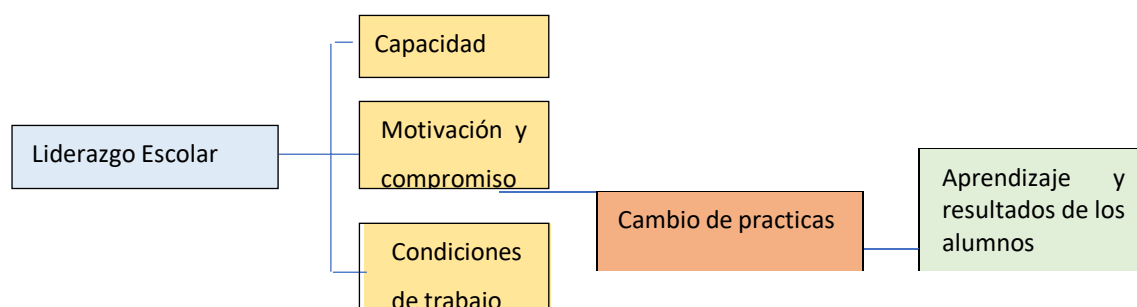 Liderazgo Escolar
Capacidad
Motivación y
compromiso
Condiciones
de trabajo
Cambio de practicas
Aprendizaje y
resultados de los
alumnos